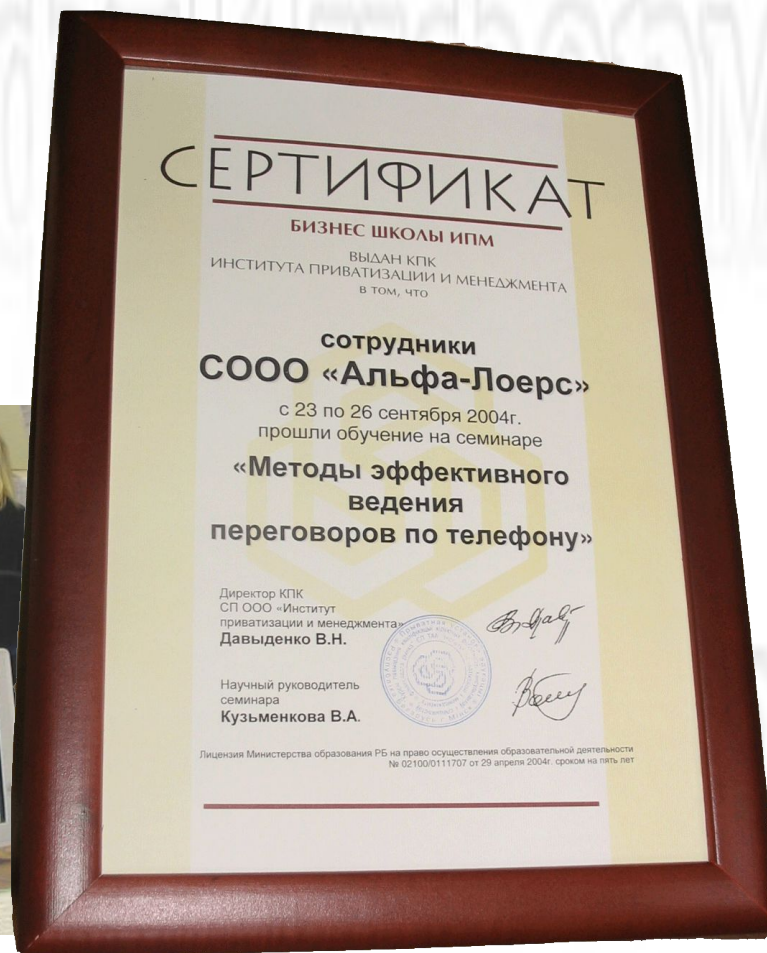 СЕРТИФИКАТ
БИЗНЕС ШКОЛЫ ИПМ
ВЫДАН КПК
ИНСТИТУТА ПРИВАТИЗАЦИИ И МЕНЕДЖМЕНТА
в том, что
сотрудники
СООО «Альфа-Лоерс»
с 23 по 26 сентября 2004г.
прошли обучение на семинаре
«Методы эффективного
ведения
переговоров по телефону»
Директор КПК
СП ООО «Институт
приватизации и менеджмента»
Давыденко В.Н.
Научный руководитель
семинара
Кузьменкова В.А.
Лицензия Министерства образования РБ на право осуществления образовательной деятельности
№ 02100/0111707 от 29 апреля 2004г. сроком на пять лет